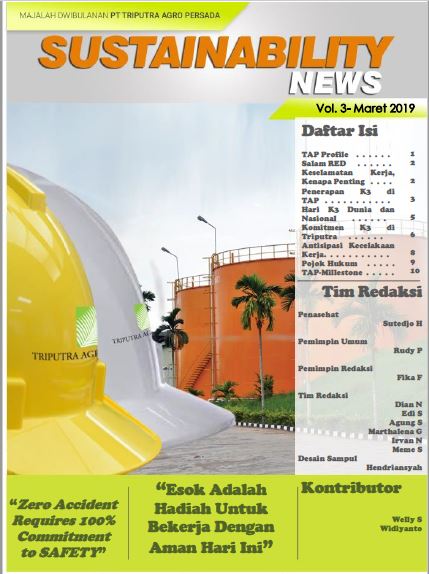 MAJALAH DWIBULANAN PT TRIPUTRA AGRO PERSADA
SUSTAINABILITY
NEWS
Vol. 3- Maret 2019
Daftar Isi
TAP Profile . . . . . . 1
Salam RED . . . . . . 2
Keselamatan Kerja,
Kenapa Penting . . . . 2
Penerapan K3 di
TAP . . . . . . . . . . . 3
Hari K3 Dunia dan
Nasional . . . . . . . 5
Komitmen K3 di
Triputra . . . . . . . 6
Antisipasi Kecelakaan
Kerja. . . . . . . . . . . 8
Pojok Hukum . . . . . 9
TAP-Millestone . . . . . 10
Tim Redaksi
Penasehat
Sutedjo H
Pemimpin Umum
Rudy P
Pemimpin Redaksi
Fika F
Tim Redaksi
Dian N
Edi S
Agung S
Marthalena G
Irvan N
Meme S
Desain Sampul
Hendriansyah
TRIPUTRA AGR
TRIPUTRA AG
“Zero Accident
Requires 100%
Commitment
to SAFETY”
“Esok Adalah
Hadiah Untuk
Bekerja Dengan
Aman Hari Ini”
Kontributor
Welly S
Widiyanto